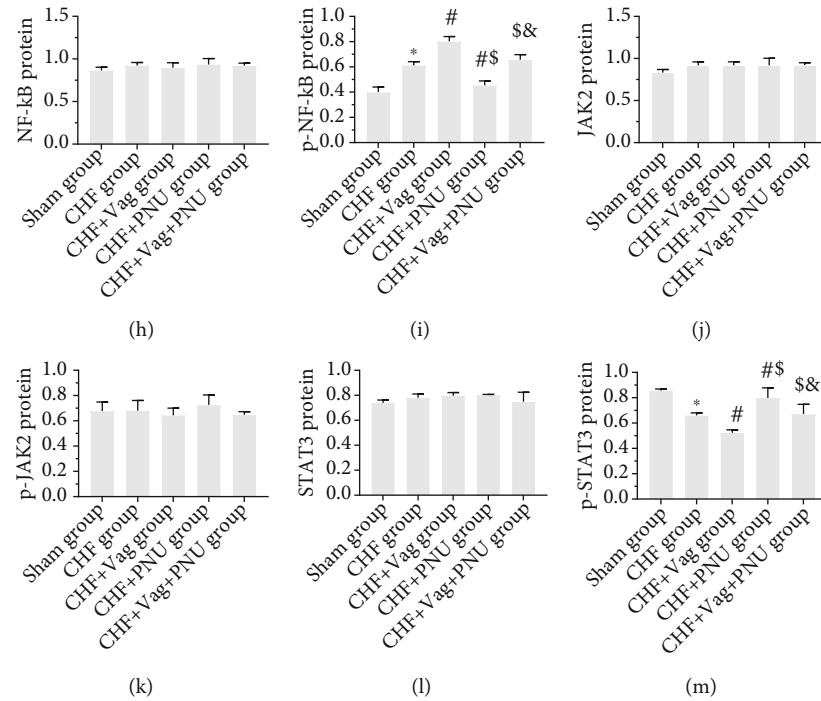 NF-kB protein
1.5
1.0
0.5
0.0
Sham group
CHF group
CHF+Vag group
CHF+PNU group
CHF+Vag+PNU group
(h)
p-NF-kB protein
1.0
0.8
0.6
0.4
0.2
0.0
*
#
#$
$&
Sham group
CHF group
CHF+Vag group
CHF+PNU group
CHF+Vag+PNU group
(i)
JAK2 protein
1.5
1.0
0.5
0.0
Sham group
CHF group
CHF+Vag group
CHF+PNU group
CHF+Vag+PNU group
(j)
p-JAK2 protein
1.0
0.8
0.6
0.4
0.2
0.0
Sham group
CHF group
CHF+Vag group
CHF+PNU group
CHF+Vag+PNU group
(k)
STAT3 protein
1.0
0.8
0.6
0.4
0.2
0.0
Sham group
CHF group
CHF+Vag group
CHF+PNU group
CHF+Vag+PNU group
(l)
p-STAT3 protein
1.0
0.8
0.6
0.4
0.2
0.0
*
#
#$
$&
Sham group
CHF group
CHF+Vag group
CHF+PNU group
CHF+Vag+PNU group
(m)